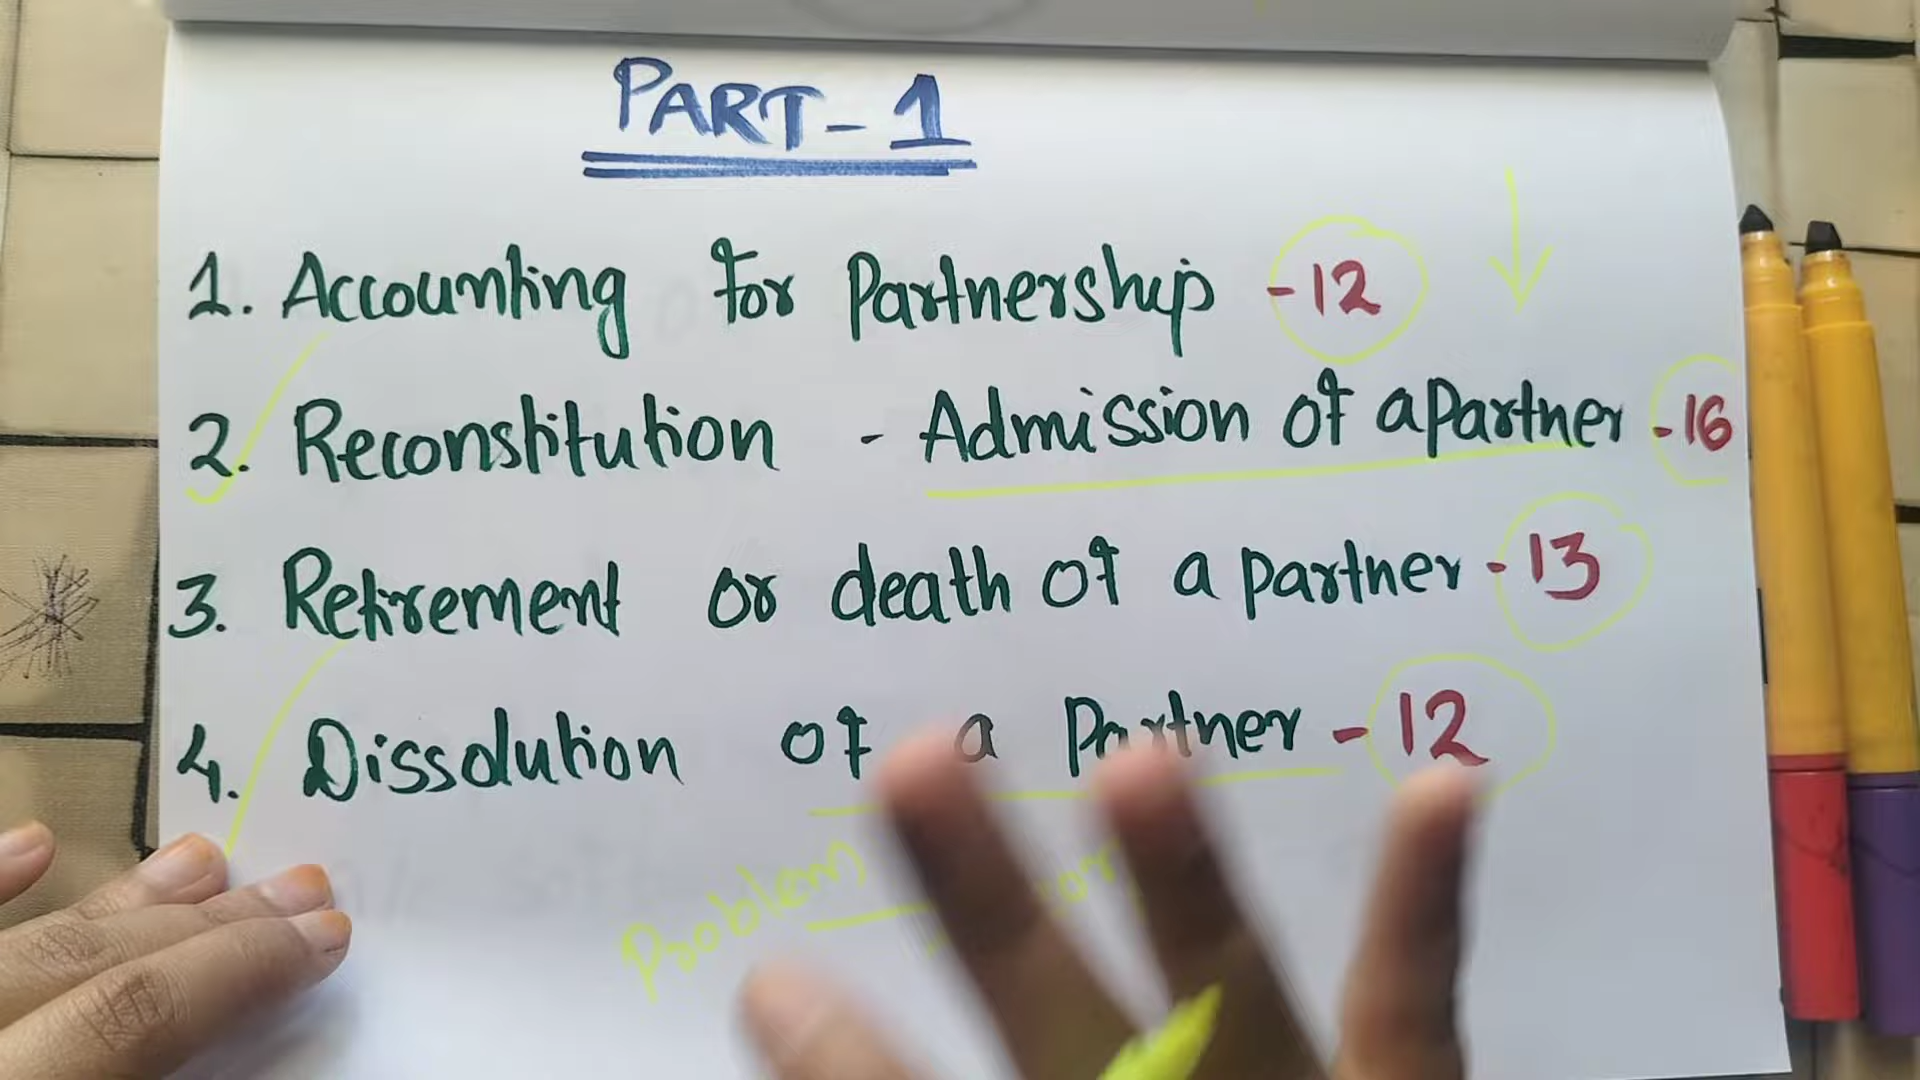 PART - 1
1. Accounting for Partnership - 12
2. Reconstitution - Admission of a partner - 16
3. Retirement or death of a partner - 13
4. Dissolution of a Partner - 12
Problem